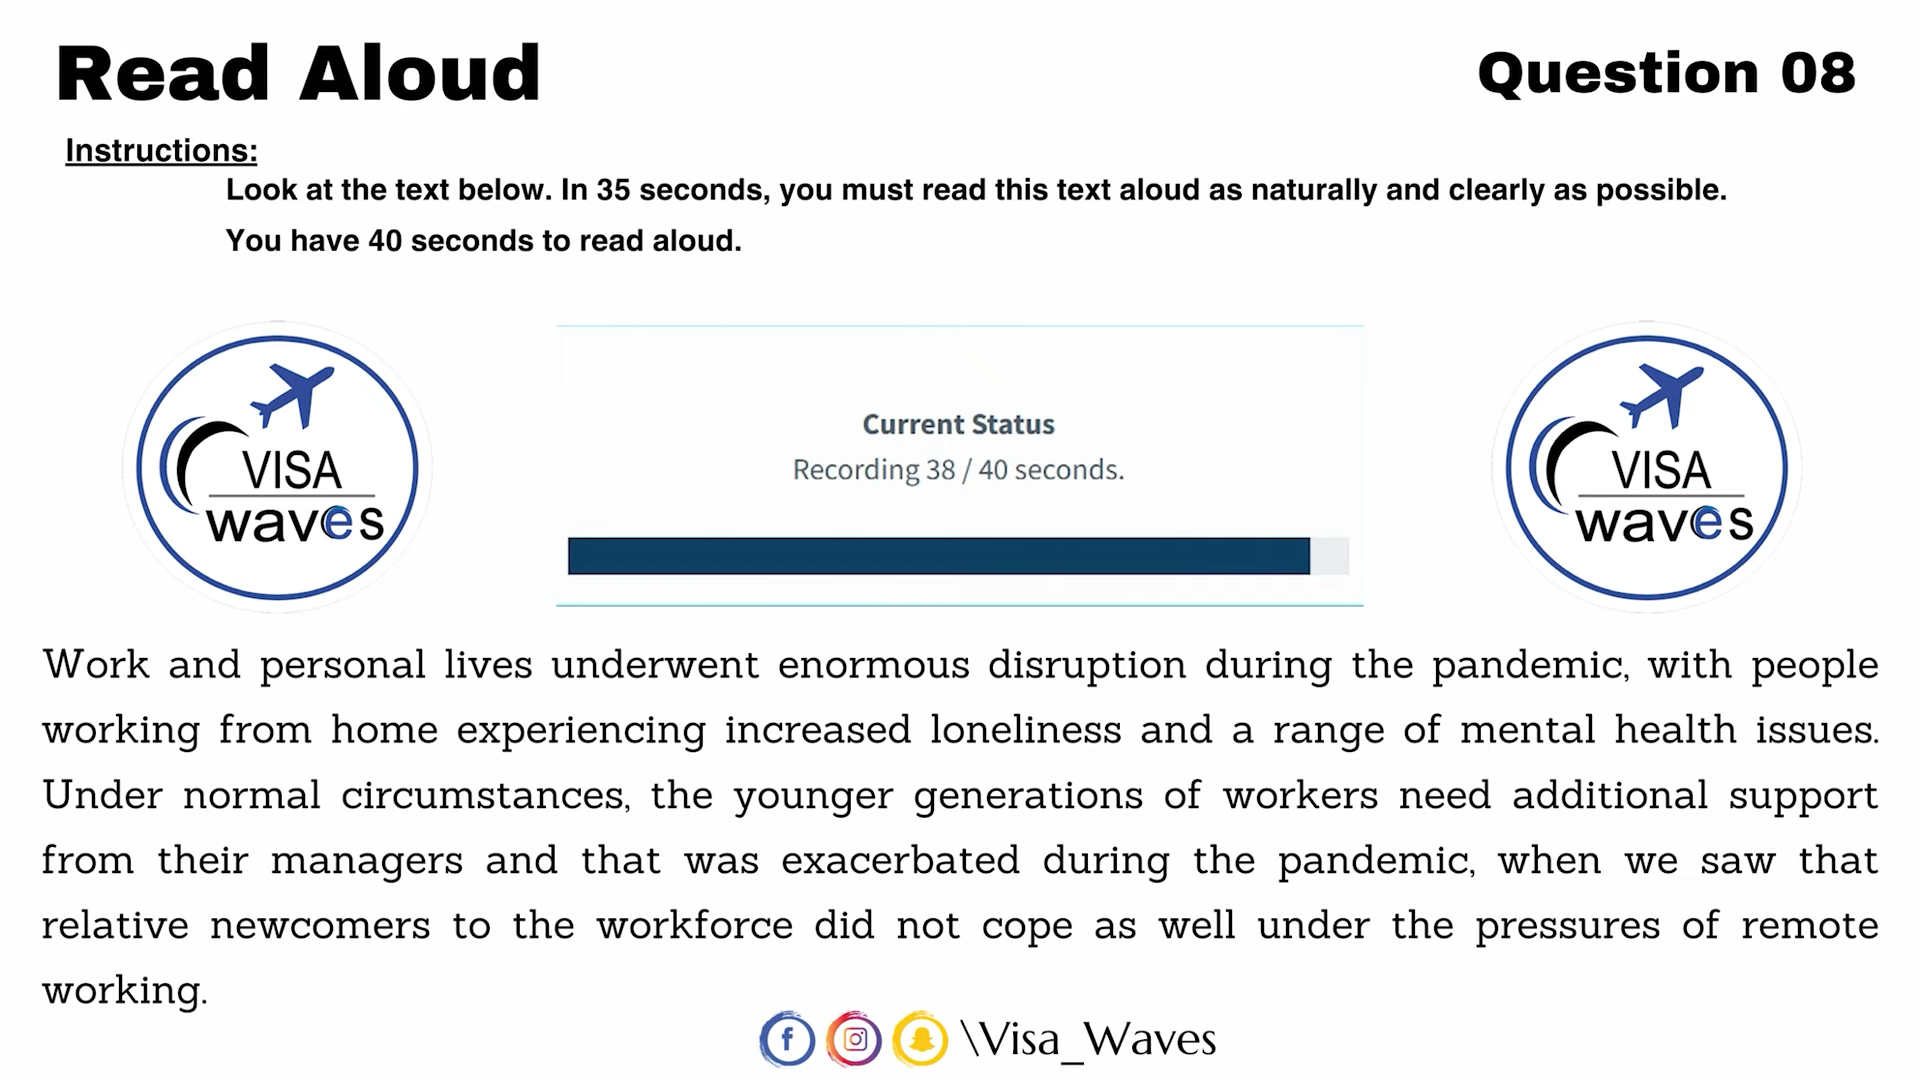 Read Aloud
Question 08
Instructions:
Look at the text below. In 35 seconds, you must read this text aloud as naturally and clearly as possible.
You have 40 seconds to read aloud.
VISA
waves
Current Status
Recording 38 / 40 seconds.
VISA
waves
Work and personal lives underwent enormous disruption during the pandemic, with people
working from home experiencing increased loneliness and a range of mental health issues.
Under normal circumstances, the younger generations of workers need additional support
from their managers and that was exacerbated during the pandemic, when we saw that
relative newcomers to the workforce did not cope as well under the pressures of remote
working.
\Visa_Waves